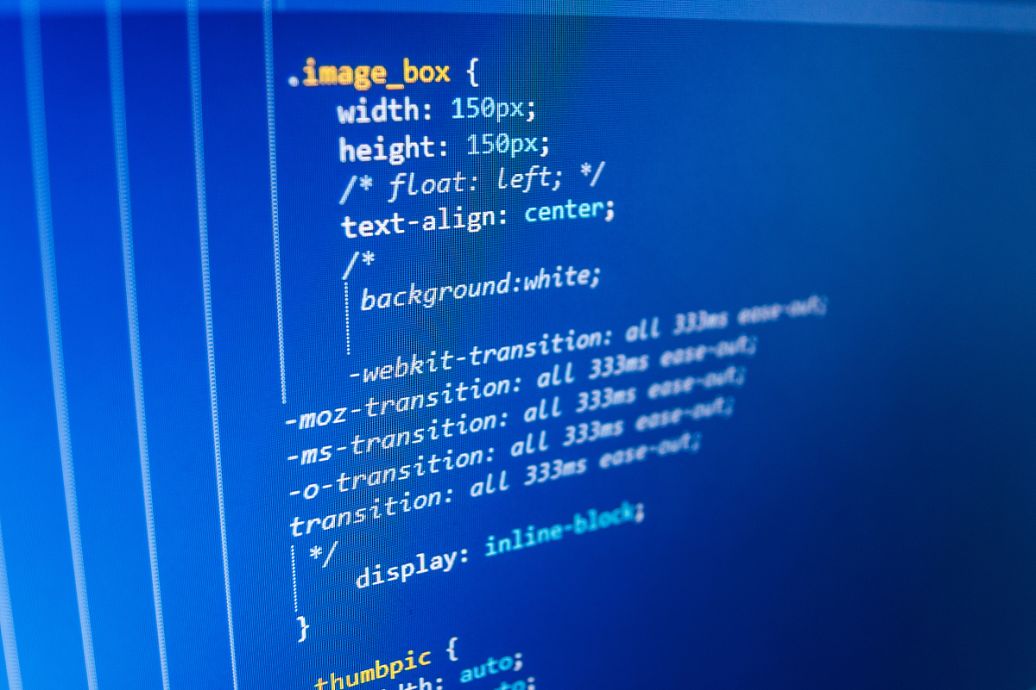 .image_box {
width: 150px;
height: 150px;
/* float: left; */
text-align: center;
/*
background:white;
-webkit-transition: all 333ms ease-out;
-moz-transition: all 333ms ease-out;
-ms-transition: all 333ms ease-out;
-o-transition: all 333ms ease-out;
transition: all 333ms ease-out;
*/
display: inline-block;
}
thumbpic {
auto;